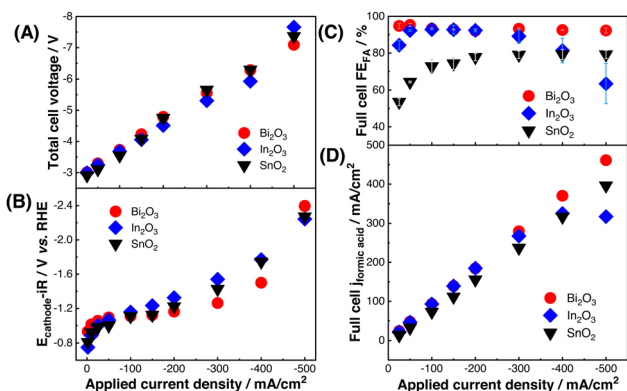 (A)
Total cell voltage / V
-8
-7
-6
-5
-4
-3
Bi2O3
In2O3
SnO2
(B)
Ecathode-iR / V vs. RHE
-2.4
-2.0
-1.6
-1.2
-0.8
Bi2O3
In2O3
SnO2
0 -100 -200 -300 -400 -500
Applied current density / mA/cm²
(C)
Full cell FEFA / %
100
80
60
40
Bi2O3
In2O3
SnO2
(D)
Full cell jformic acid / mA/cm²
500
400
300
200
100
0
Bi2O3
In2O3
SnO2
0 -100 -200 -300 -400 -500
Applied current density / mA/cm²